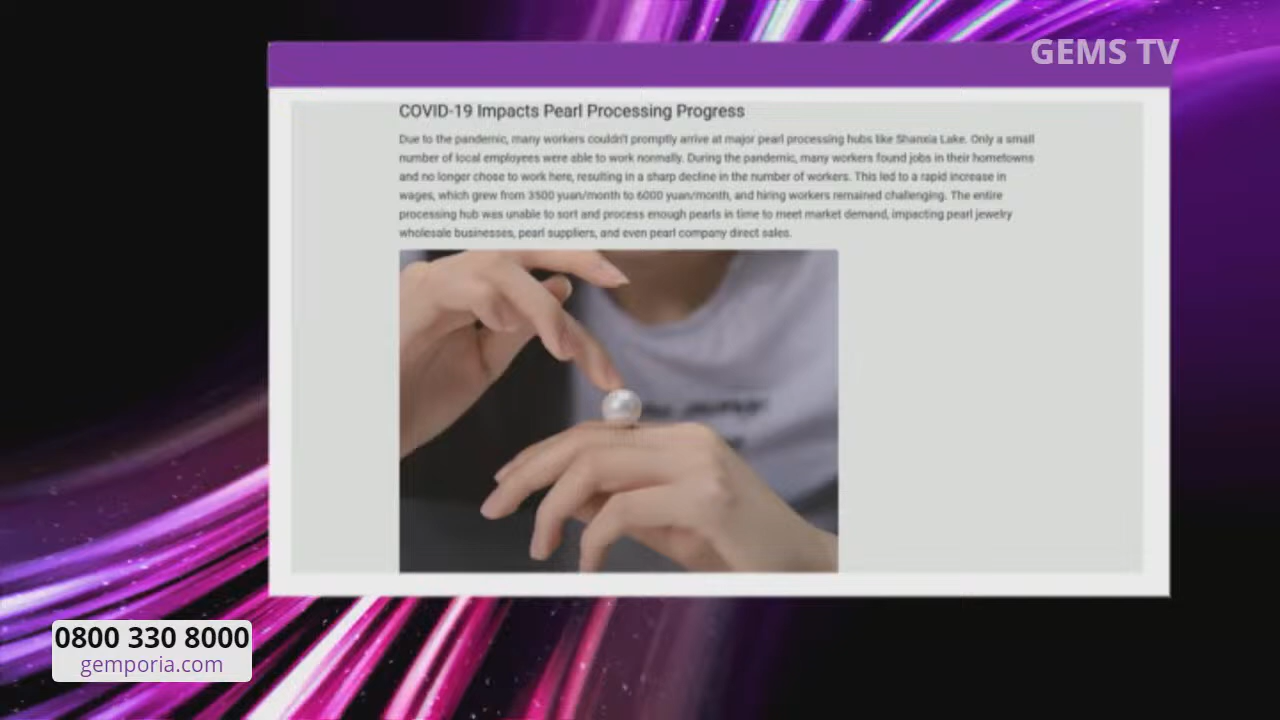 GEMS TV
COVID-19 Impacts Pearl Processing Progress
Due to the pandemic, many workers couldn't promptly arrive at major pearl processing hubs like Shanxia Lake. Only a small
number of local employees were able to work normally. During the pandemic, many workers found jobs in their hometowns
and no longer chose to work here, resulting in a sharp decline in the number of workers. This led to a rapid increase in
wages, which grew from 3500 yuan/month to 6000 yuan/month, and hiring workers remained challenging. The entire
processing hub was unable to sort and process enough pearls in time to meet market demand, impacting pearl jewelry
wholesale businesses, pearl suppliers, and even pearl company direct sales.
0800 330 8000
gemporia.com